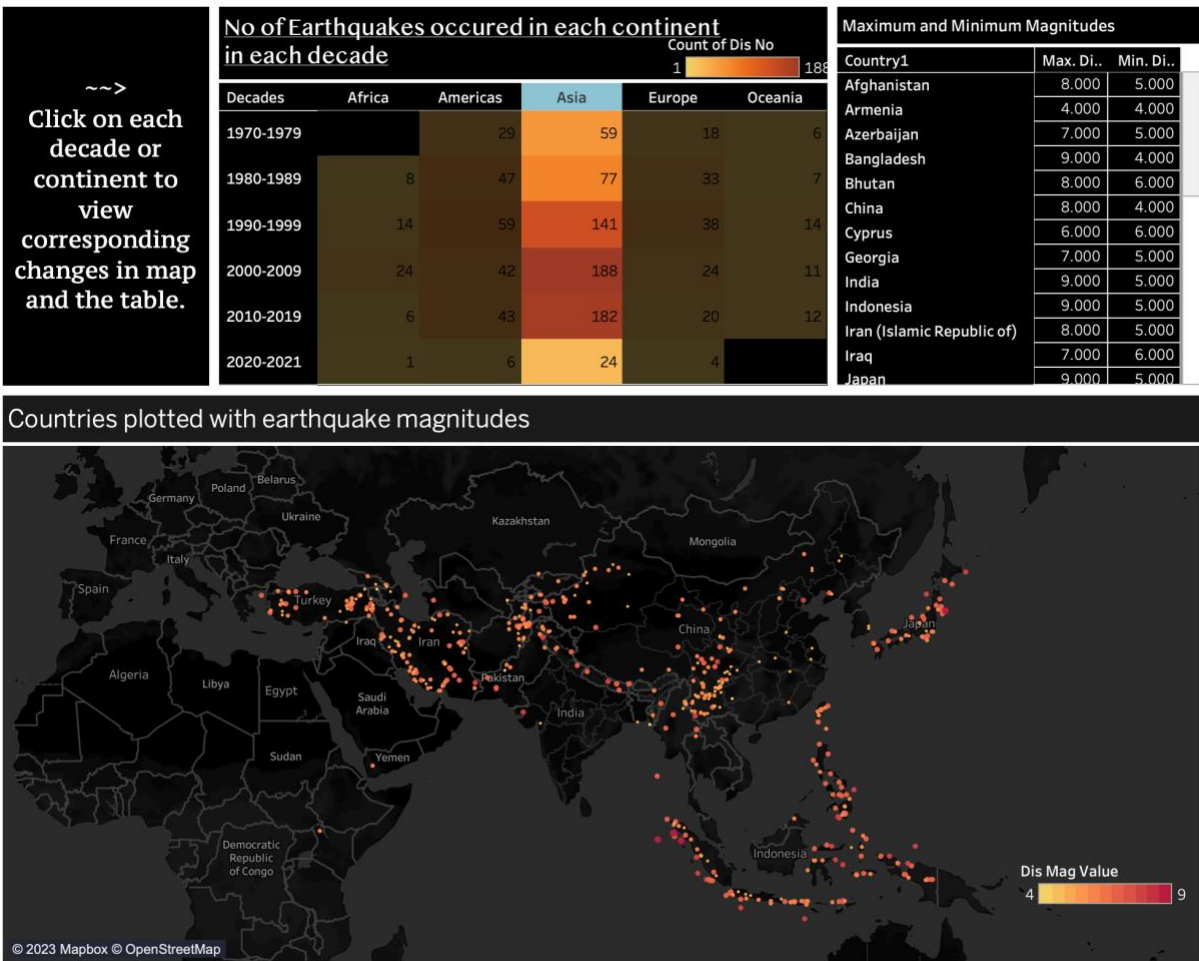 ~~>
Click on each
decade or
continent to
view
corresponding
changes in map
and the table.
No of Earthquakes occured in each continent
in each decade
Count of Dis No
1 188
Decades Africa Americas Asia Europe Oceania
1970-1979 29 59 18 6
1980-1989 8 47 77 33 7
1990-1999 14 59 141 38 14
2000-2009 24 42 188 24 11
2010-2019 6 43 182 20 12
2020-2021 1 6 24 4
Maximum and Minimum Magnitudes
Country1 Max. Di.. Min. Di..
Afghanistan 8.000 5.000
Armenia 4.000 4.000
Azerbaijan 7.000 5.000
Bangladesh 9.000 4.000
Bhutan 8.000 6.000
China 8.000 4.000
Cyprus 6.000 6.000
Georgia 7.000 5.000
India 9.000 5.000
Indonesia 9.000 5.000
Iran (Islamic Republic of) 8.000 5.000
Iraq 7.000 6.000
Japan 9.000 5.000
Countries plotted with earthquake magnitudes
Belarus
Poland
Germany
Ukraine
Kazakhstan
France
Mongolia
Italy
Spain
Turkey
Japan
China
Iraq
Iran
Algeria
Pakistan
Libya
Egypt
Saudi
Arabia
India
Sudan
Yemen
Democratic
Republic
of Congo
Indonesia
Dis Mag Value
4 9
© 2023 Mapbox © OpenStreetMap